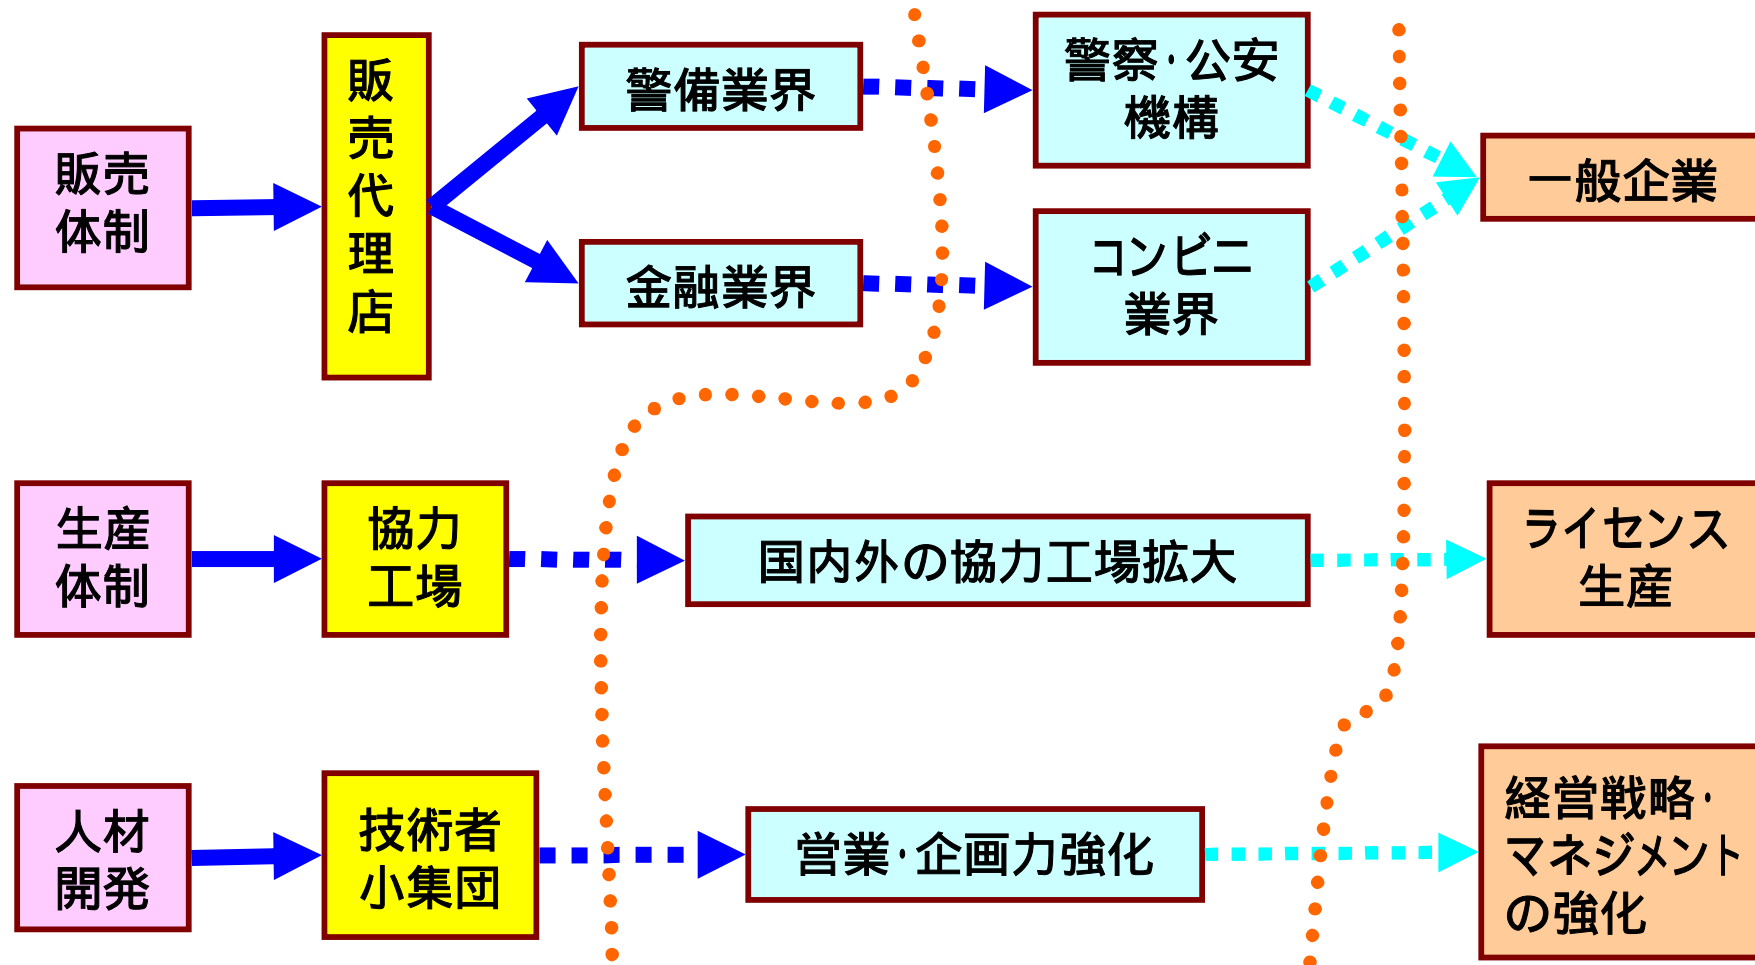 販売
体制
販
売
代
理
店
警備業界
金融業界
警察・公安
機構
コンビニ
業界
一般企業
生産
体制
協力
工場
国内外の協力工場拡大
ライセンス
生産
人材
開発
技術者
小集団
営業・企画力強化
経営戦略・
マネジメント
の強化